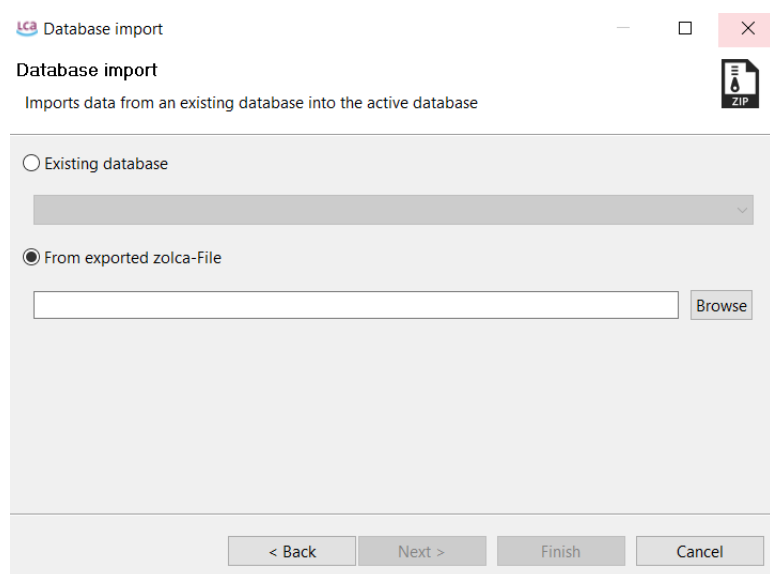 LCA Database import
Database import
Imports data from an existing database into the active database
ZIP
Existing database
From exported zolca-File
Browse
< Back
Next >
Finish
Cancel